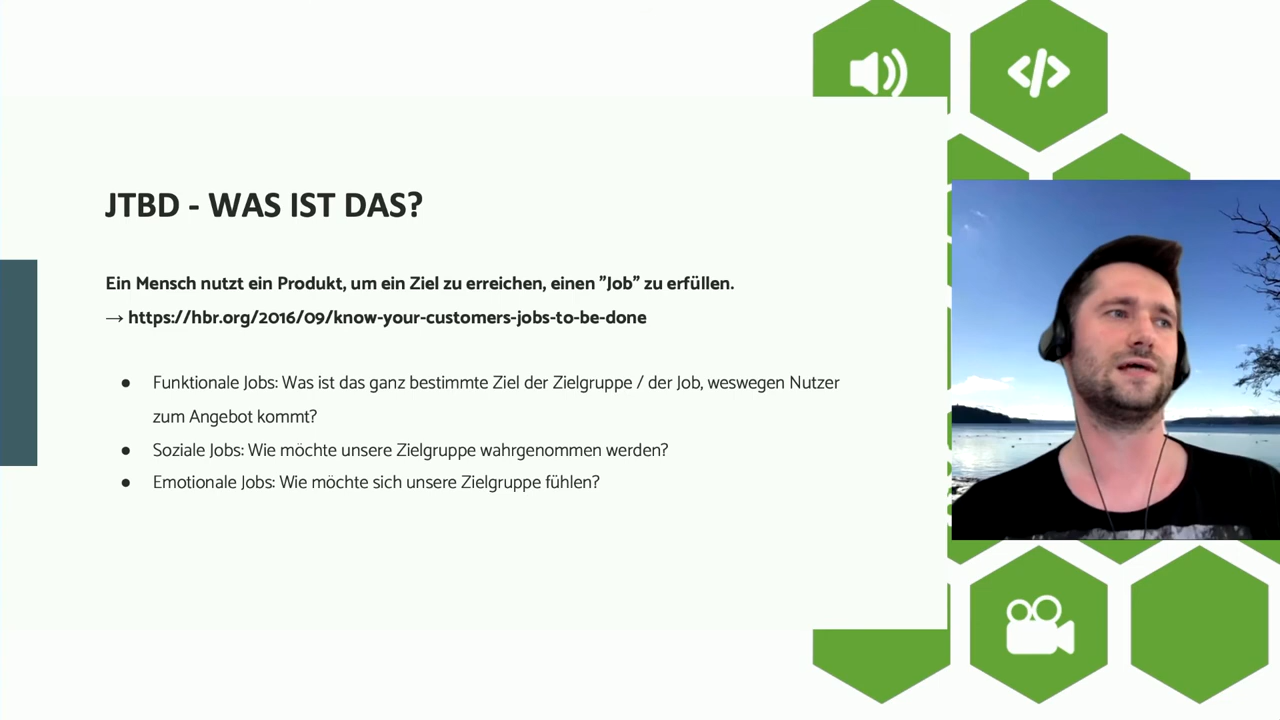 JTBD - WAS IST DAS?
Ein Mensch nutzt ein Produkt, um ein Ziel zu erreichen, einen ”Job” zu erfüllen.
→ https://hbr.org/2016/09/know-your-customers-jobs-to-be-done
● Funktionale Jobs: Was ist das ganz bestimmte Ziel der Zielgruppe / der Job, weswegen Nutzer
zum Angebot kommt?
● Soziale Jobs: Wie möchte unsere Zielgruppe wahrgenommen werden?
● Emotionale Jobs: Wie möchte sich unsere Zielgruppe fühlen?